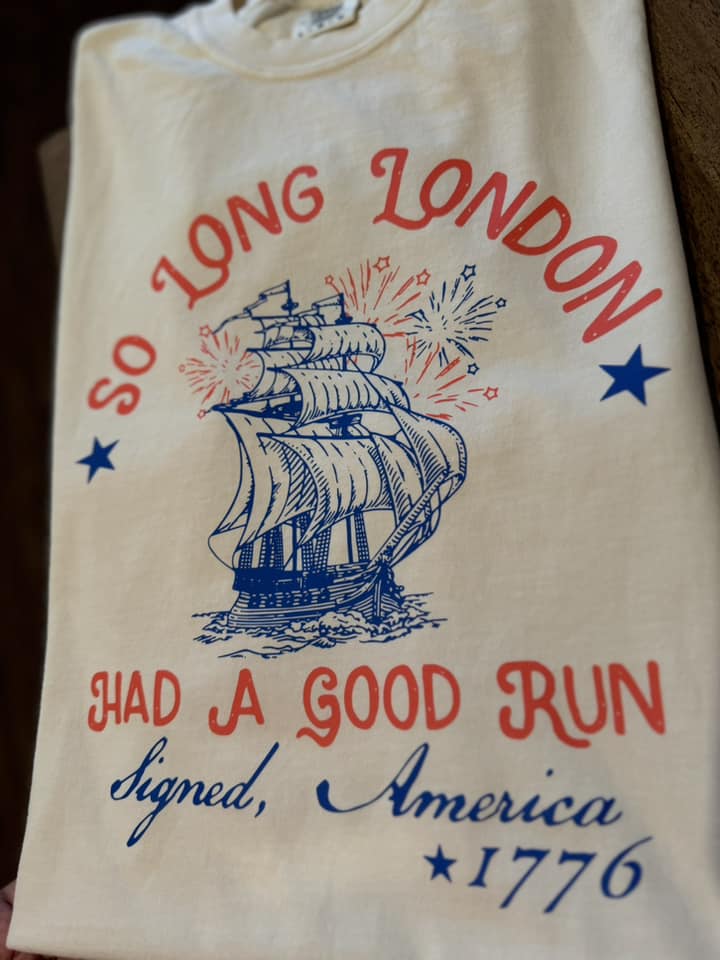 SO LONG LONDON
HAD A GOOD RUN
Signed, America
1776